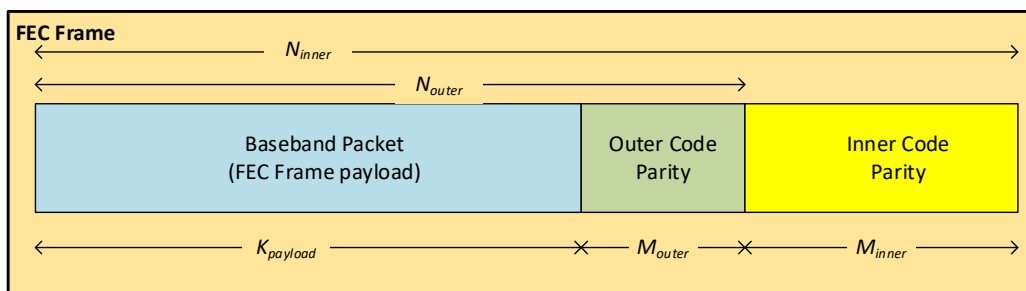 FEC Frame
Ninner
Nouter
Baseband Packet
(FEC Frame payload)
Outer Code
Parity
Inner Code
Parity
Kpayload
Mouter
Minner